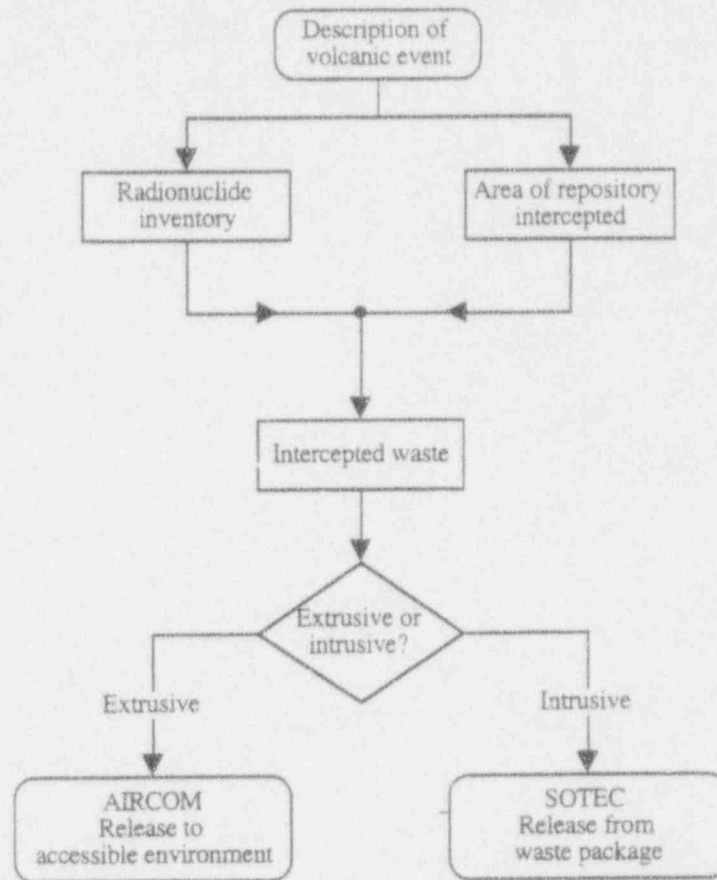 Description of
volcanic event
Radionuclide
inventory
Area of repository
intercepted
Intercepted waste
Extrusive or
intrusive?
Extrusive
Intrusive
AIRCOM
Release to
accessible environment
SOTEC
Release from
waste package